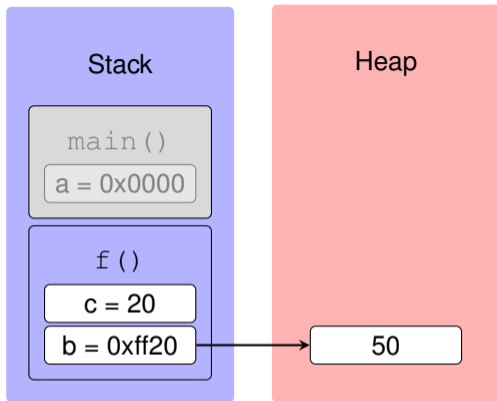 Stack
Heap
main()
a = 0x0000
f()
c = 20
b = 0xff20
50